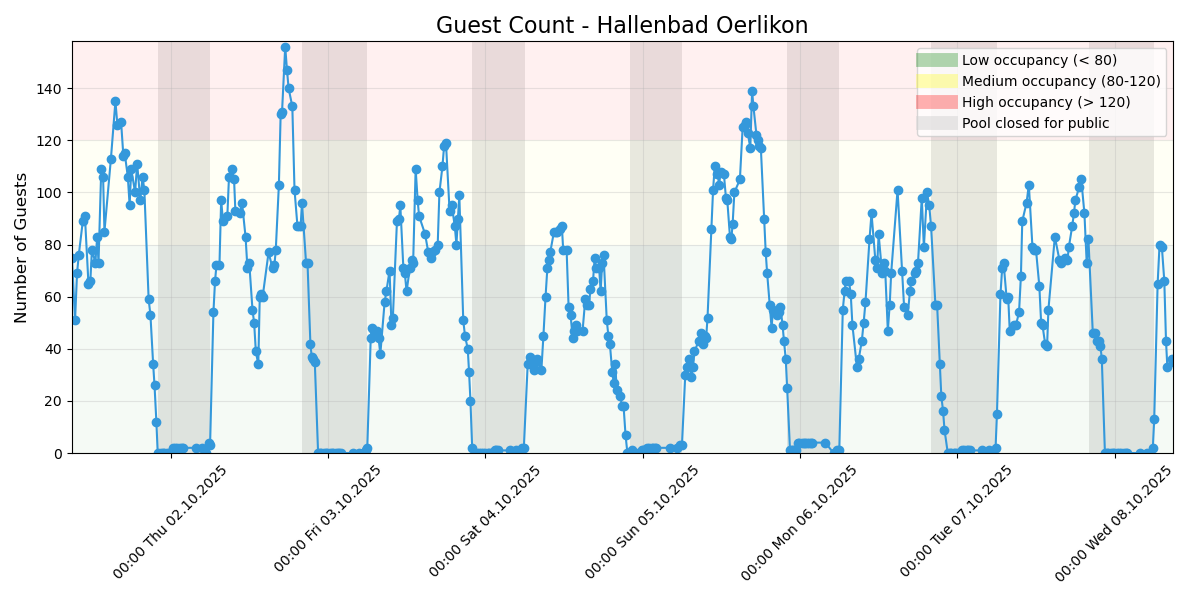 Guest Count - Hallenbad Oerlikon
Number of Guests
140
120
100
80
60
40
20
0
Low occupancy (< 80)
Medium occupancy (80-120)
High occupancy (> 120)
Pool closed for public
00:00 Thu 02.10.2025
00:00 Fri 03.10.2025
00:00 Sat 04.10.2025
00:00 Sun 05.10.2025
00:00 Mon 06.10.2025
00:00 Tue 07.10.2025
00:00 Wed 08.10.2025